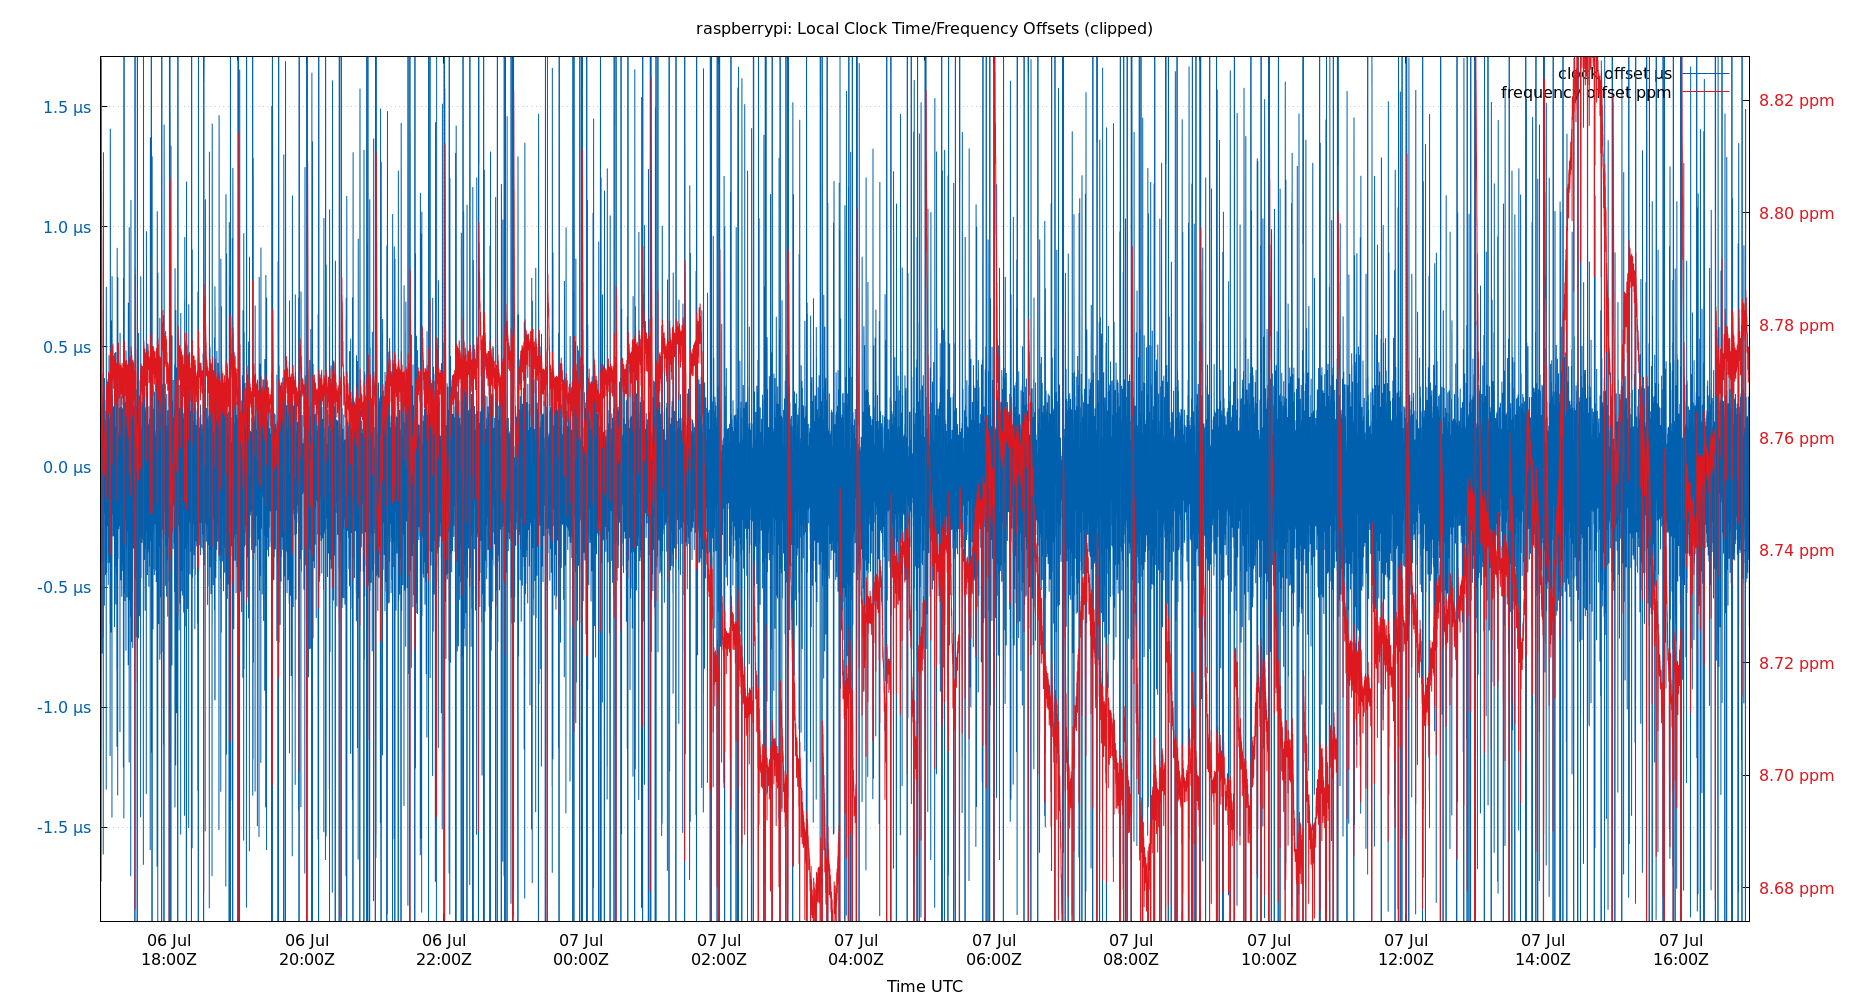 raspberrypi: Local Clock Time/Frequency Offsets (clipped)
clock offset µs
frequency offset ppm
1.5 µs
1.0 µs
0.5 µs
0.0 µs
-0.5 µs
-1.0 µs
-1.5 µs
8.82 ppm
8.80 ppm
8.78 ppm
8.76 ppm
8.74 ppm
8.72 ppm
8.70 ppm
8.68 ppm
06 Jul 06 Jul 06 Jul 07 Jul 07 Jul 07 Jul 07 Jul 07 Jul 07 Jul 07 Jul 07 Jul 07 Jul
18:00Z 20:00Z 22:00Z 00:00Z 02:00Z 04:00Z 06:00Z 08:00Z 10:00Z 12:00Z 14:00Z 16:00Z
Time UTC